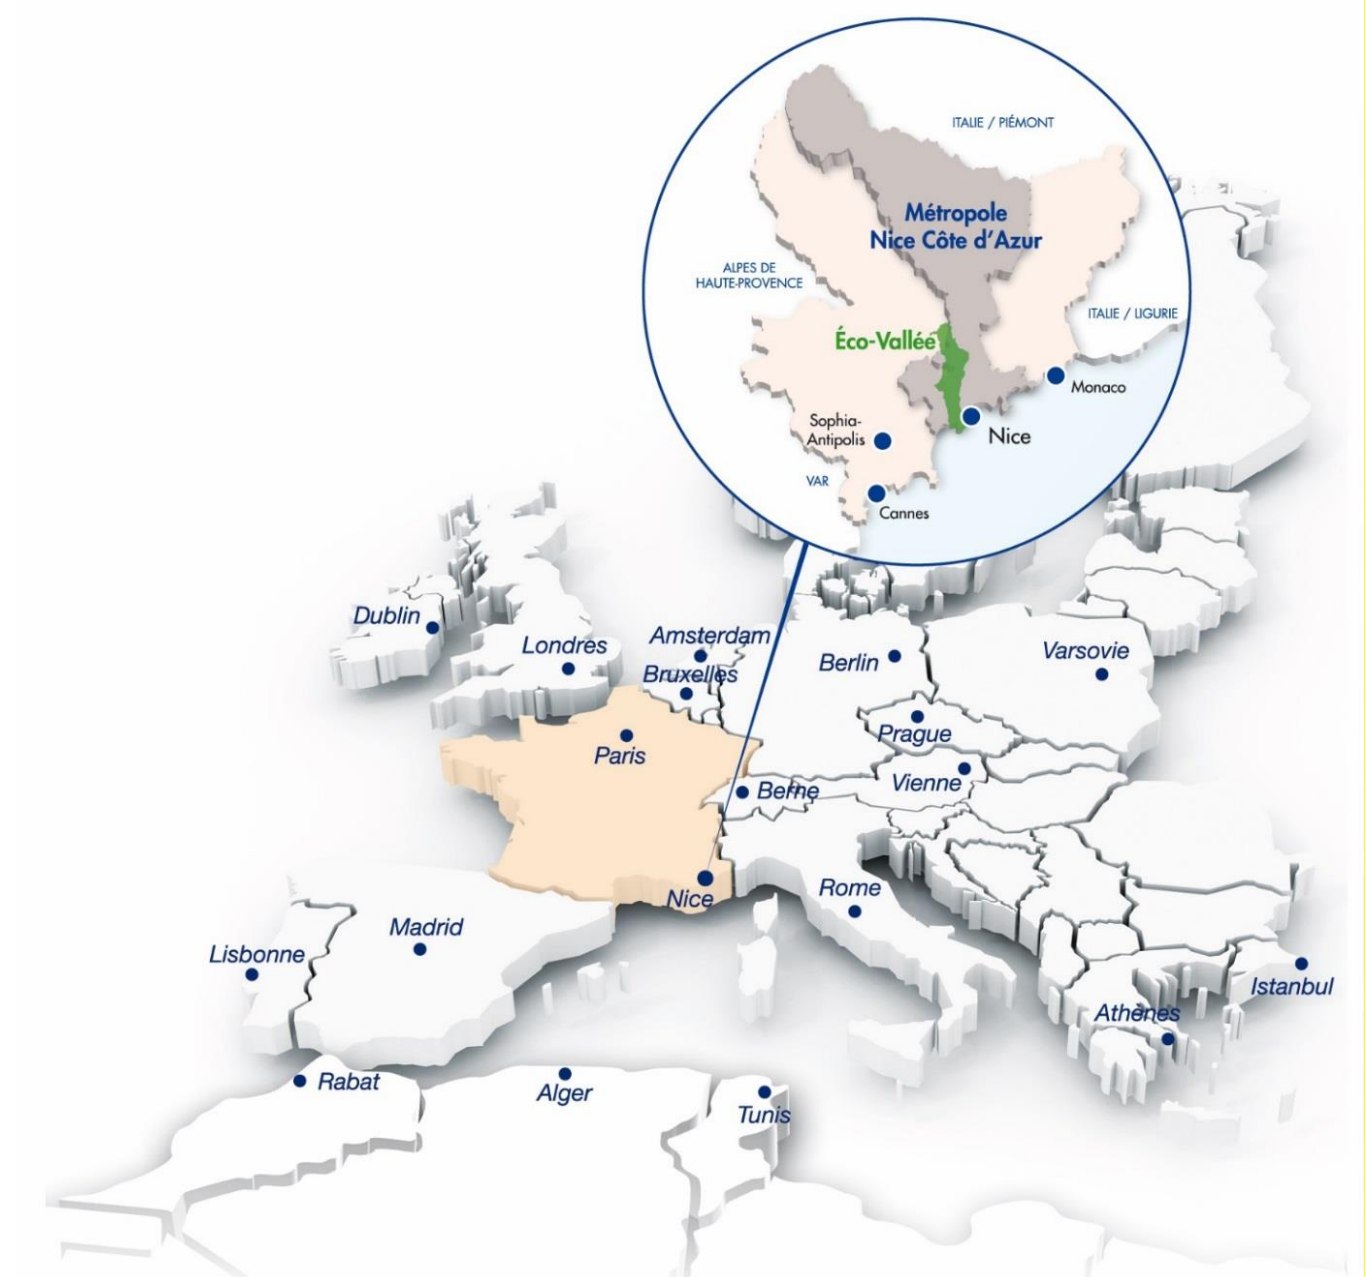 ITALIE / PIÉMONT
Métropole
Nice Côte d'Azur
ALPES DE
HAUTE-PROVENCE
ITALIE / LIGURIE
Éco-Vallée
Monaco
Sophia-
Antipolis
Nice
VAR
Cannes
Dublin
Londres
Amsterdam
Bruxelles
Berlin
Varsovie
Paris
Prague
Berne
Vienne
Nice
Rome
Madrid
Lisbonne
Istanbul
Athènes
Rabat
Alger
Tunis